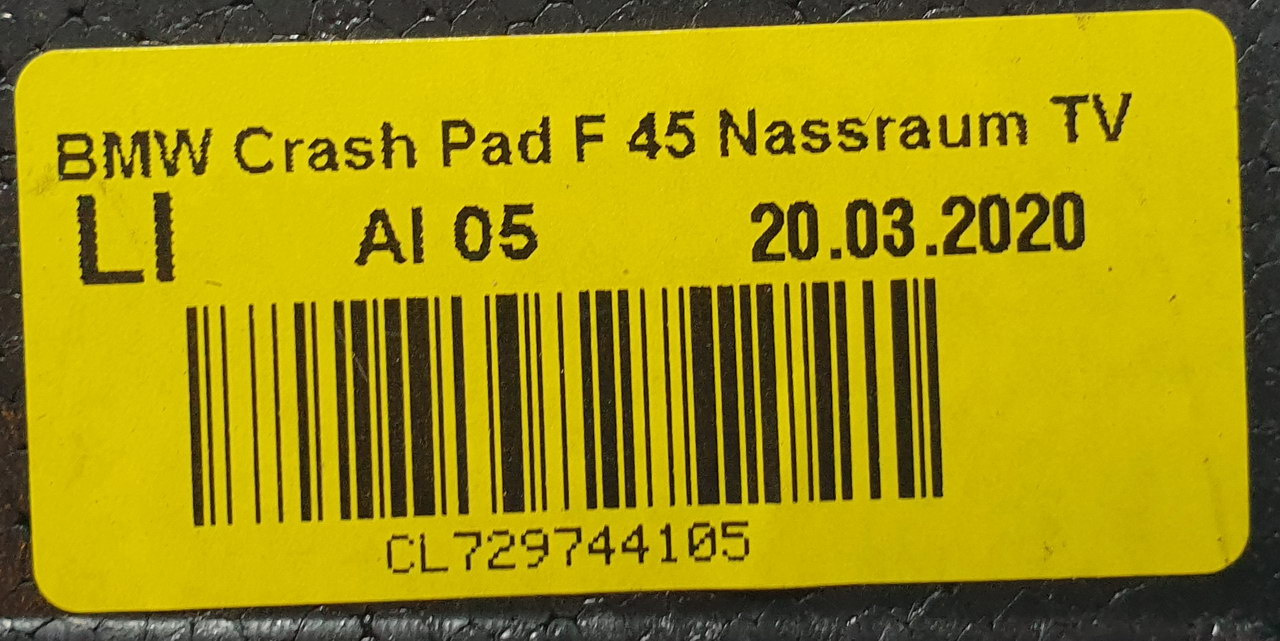 BMW Crash Pad F 45 Nassraum TV
LI AI 05 20.03.2020
CL729744105